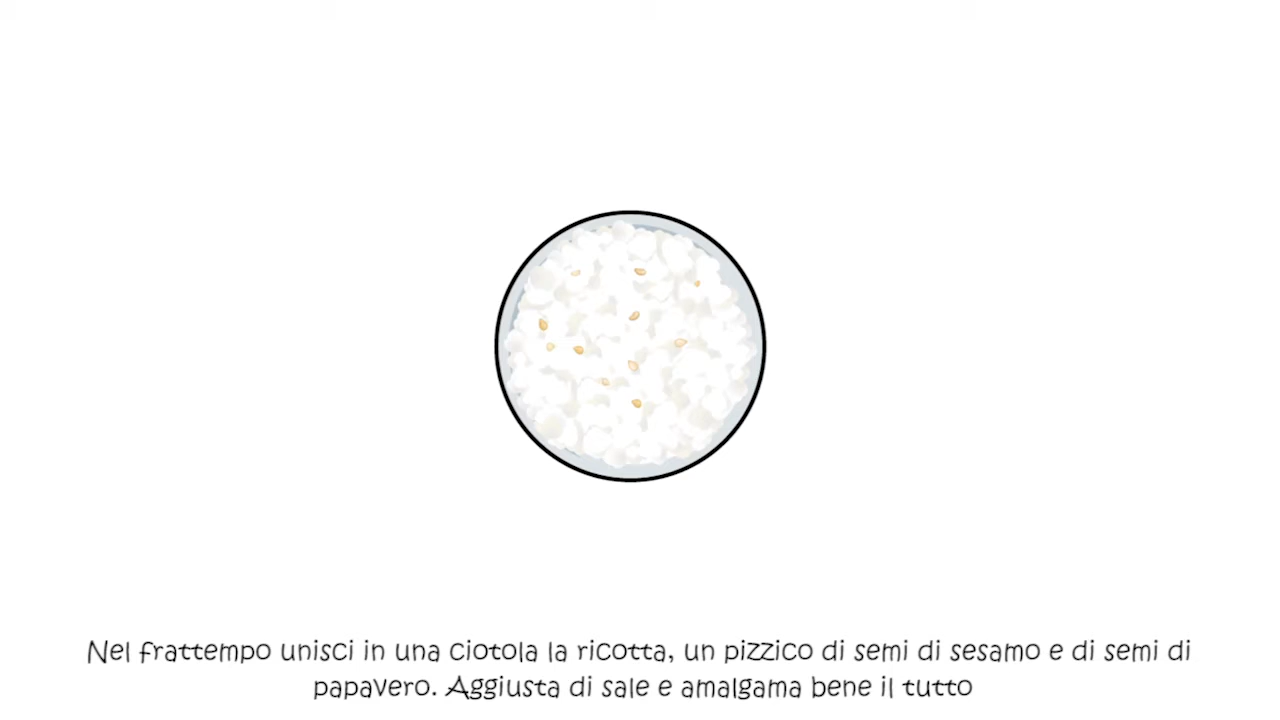 Nel frattempo unisci in una ciotola la ricotta, un pizzico di semi di sesamo e di semi di
papavero. Aggiusta di sale e amalgama bene il tutto